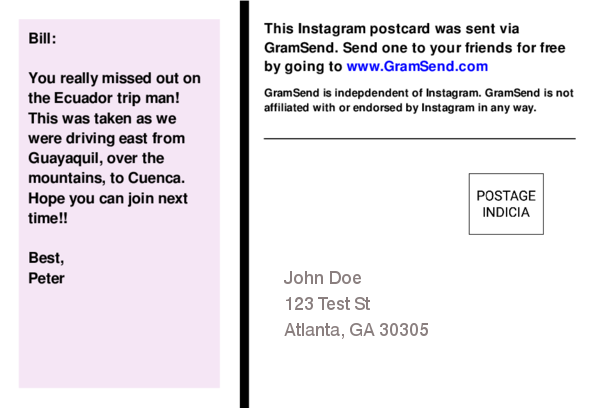 Bill:
You really missed out on
the Ecuador trip man!
This was taken as we
were driving east from
Guayaquil, over the
mountains, to Cuenca.
Hope you can join next
time!!
Best,
Peter
This Instagram postcard was sent via
GramSend. Send one to your friends for free
by going to www.GramSend.com
GramSend is indepdendent of Instagram. GramSend is not
affiliated with or endorsed by Instagram in any way.
POSTAGE
INDICIA
John Doe
123 Test St
Atlanta, GA 30305